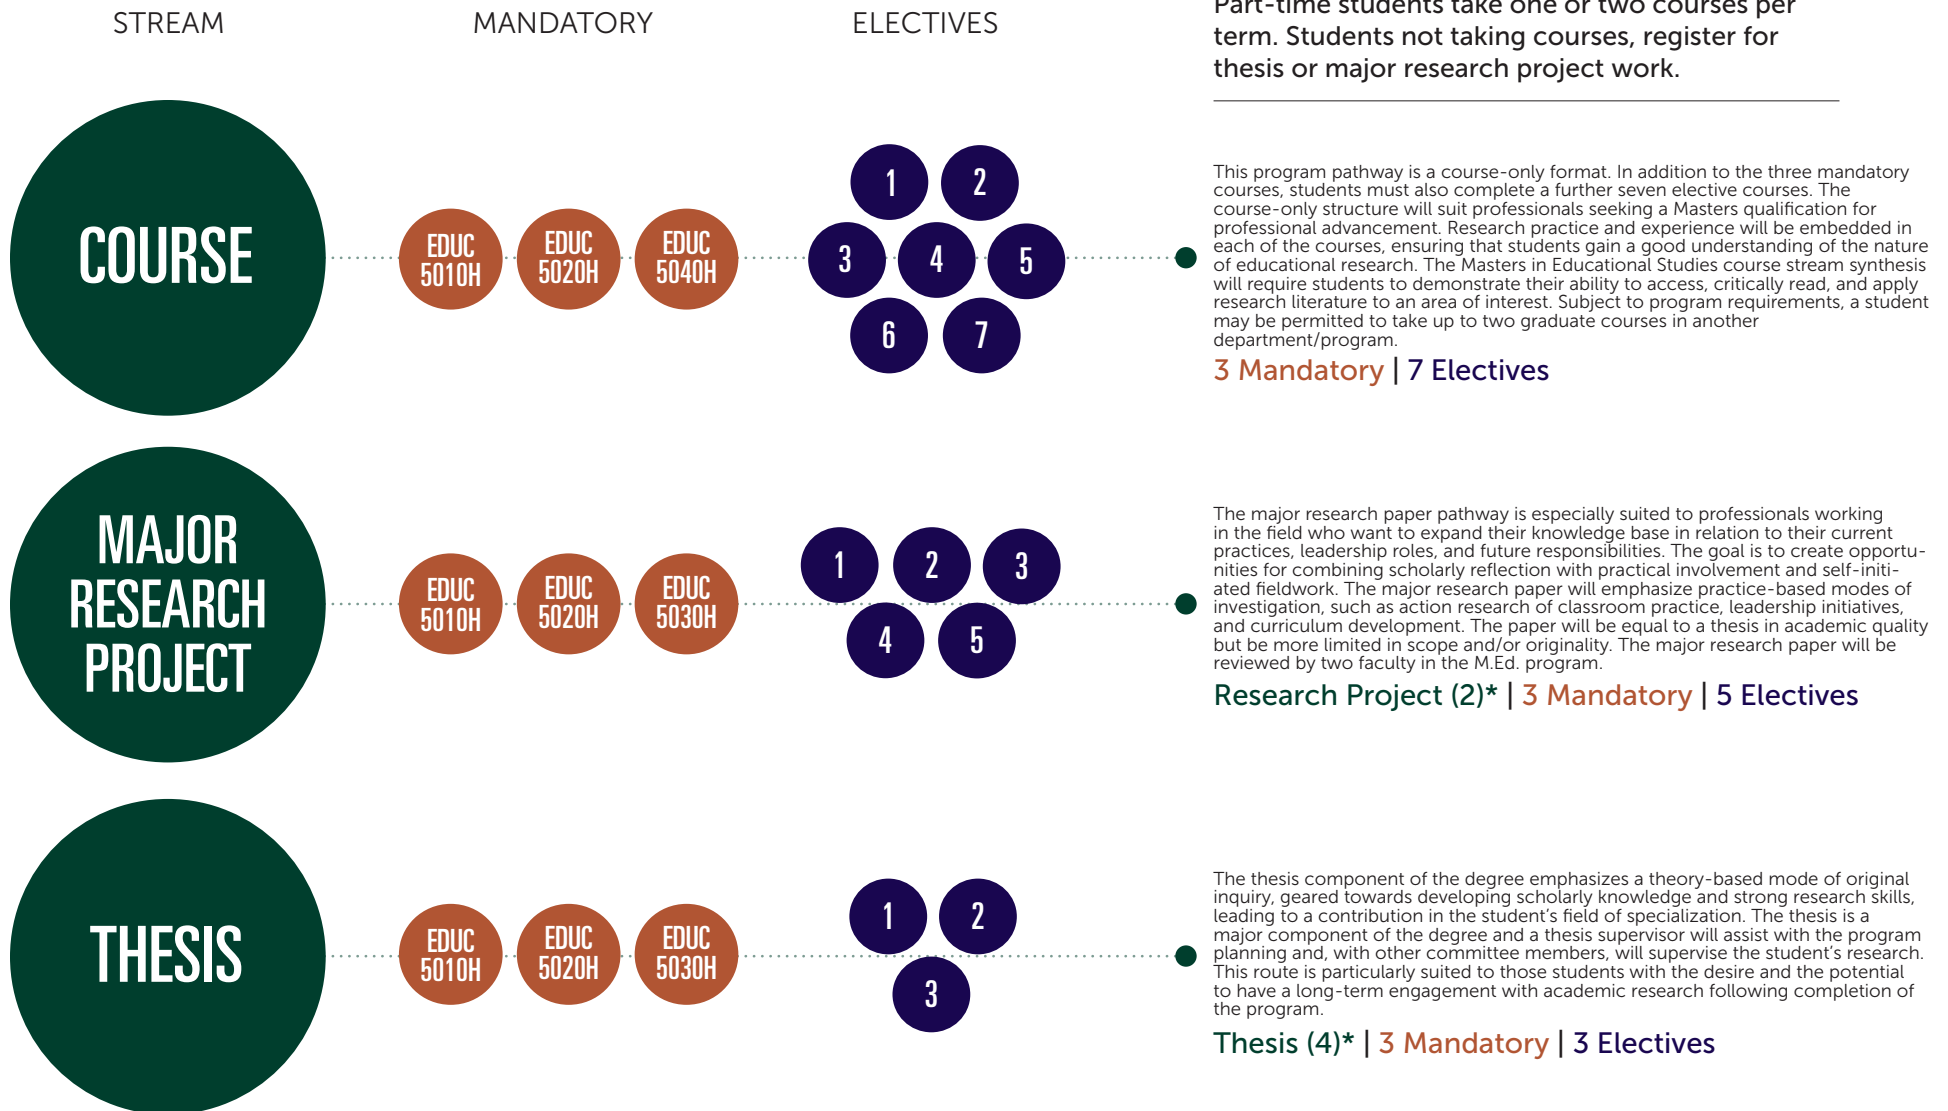 STREAM
MANDATORY
ELECTIVES
Part-time students take one or two courses per
term. Students not taking courses, register for
thesis or major research project work.
COURSE
EDUC
5010H
EDUC
5020H
EDUC
5040H
1
2
3
4
5
6
7
This program pathway is a course-only format. In addition to the three mandatory
courses, students must also complete a further seven elective courses. The
course-only structure will suit professionals seeking a Masters qualification for
professional advancement. Research practice and experience will be embedded in
each of the courses, ensuring that students gain a good understanding of the nature
of educational research. The Masters in Educational Studies course stream synthesis
will require students to demonstrate their ability to access, critically read, and apply
research literature to an area of interest. Subject to program requirements, a student
may be permitted to take up to two graduate courses in another
department/program.
3 Mandatory | 7 Electives
MAJOR
RESEARCH
PROJECT
EDUC
5010H
EDUC
5020H
EDUC
5030H
1
2
3
4
5
The major research paper pathway is especially suited to professionals working
in the field who want to expand their knowledge base in relation to their current
practices, leadership roles, and future responsibilities. The goal is to create opportu-
nities for combining scholarly reflection with practical involvement and self-initi-
ated fieldwork. The major research paper will emphasize practice-based modes of
investigation, such as action research of classroom practice, leadership initiatives,
and curriculum development. The paper will be equal to a thesis in academic quality
but be more limited in scope and/or originality. The major research paper will be
reviewed by two faculty in the M.Ed. program.
Research Project (2)* | 3 Mandatory | 5 Electives
THESIS
EDUC
5010H
EDUC
5020H
EDUC
5030H
1
2
3
The thesis component of the degree emphasizes a theory-based mode of original
inquiry, geared towards developing scholarly knowledge and strong research skills,
leading to a contribution in the student's field of specialization. The thesis is a
major component of the degree and a thesis supervisor will assist with the program
planning and, with other committee members, will supervise the student's research.
This route is particularly suited to those students with the desire and the potential
to have a long-term engagement with academic research following completion of
the program.
Thesis (4)* | 3 Mandatory | 3 Electives